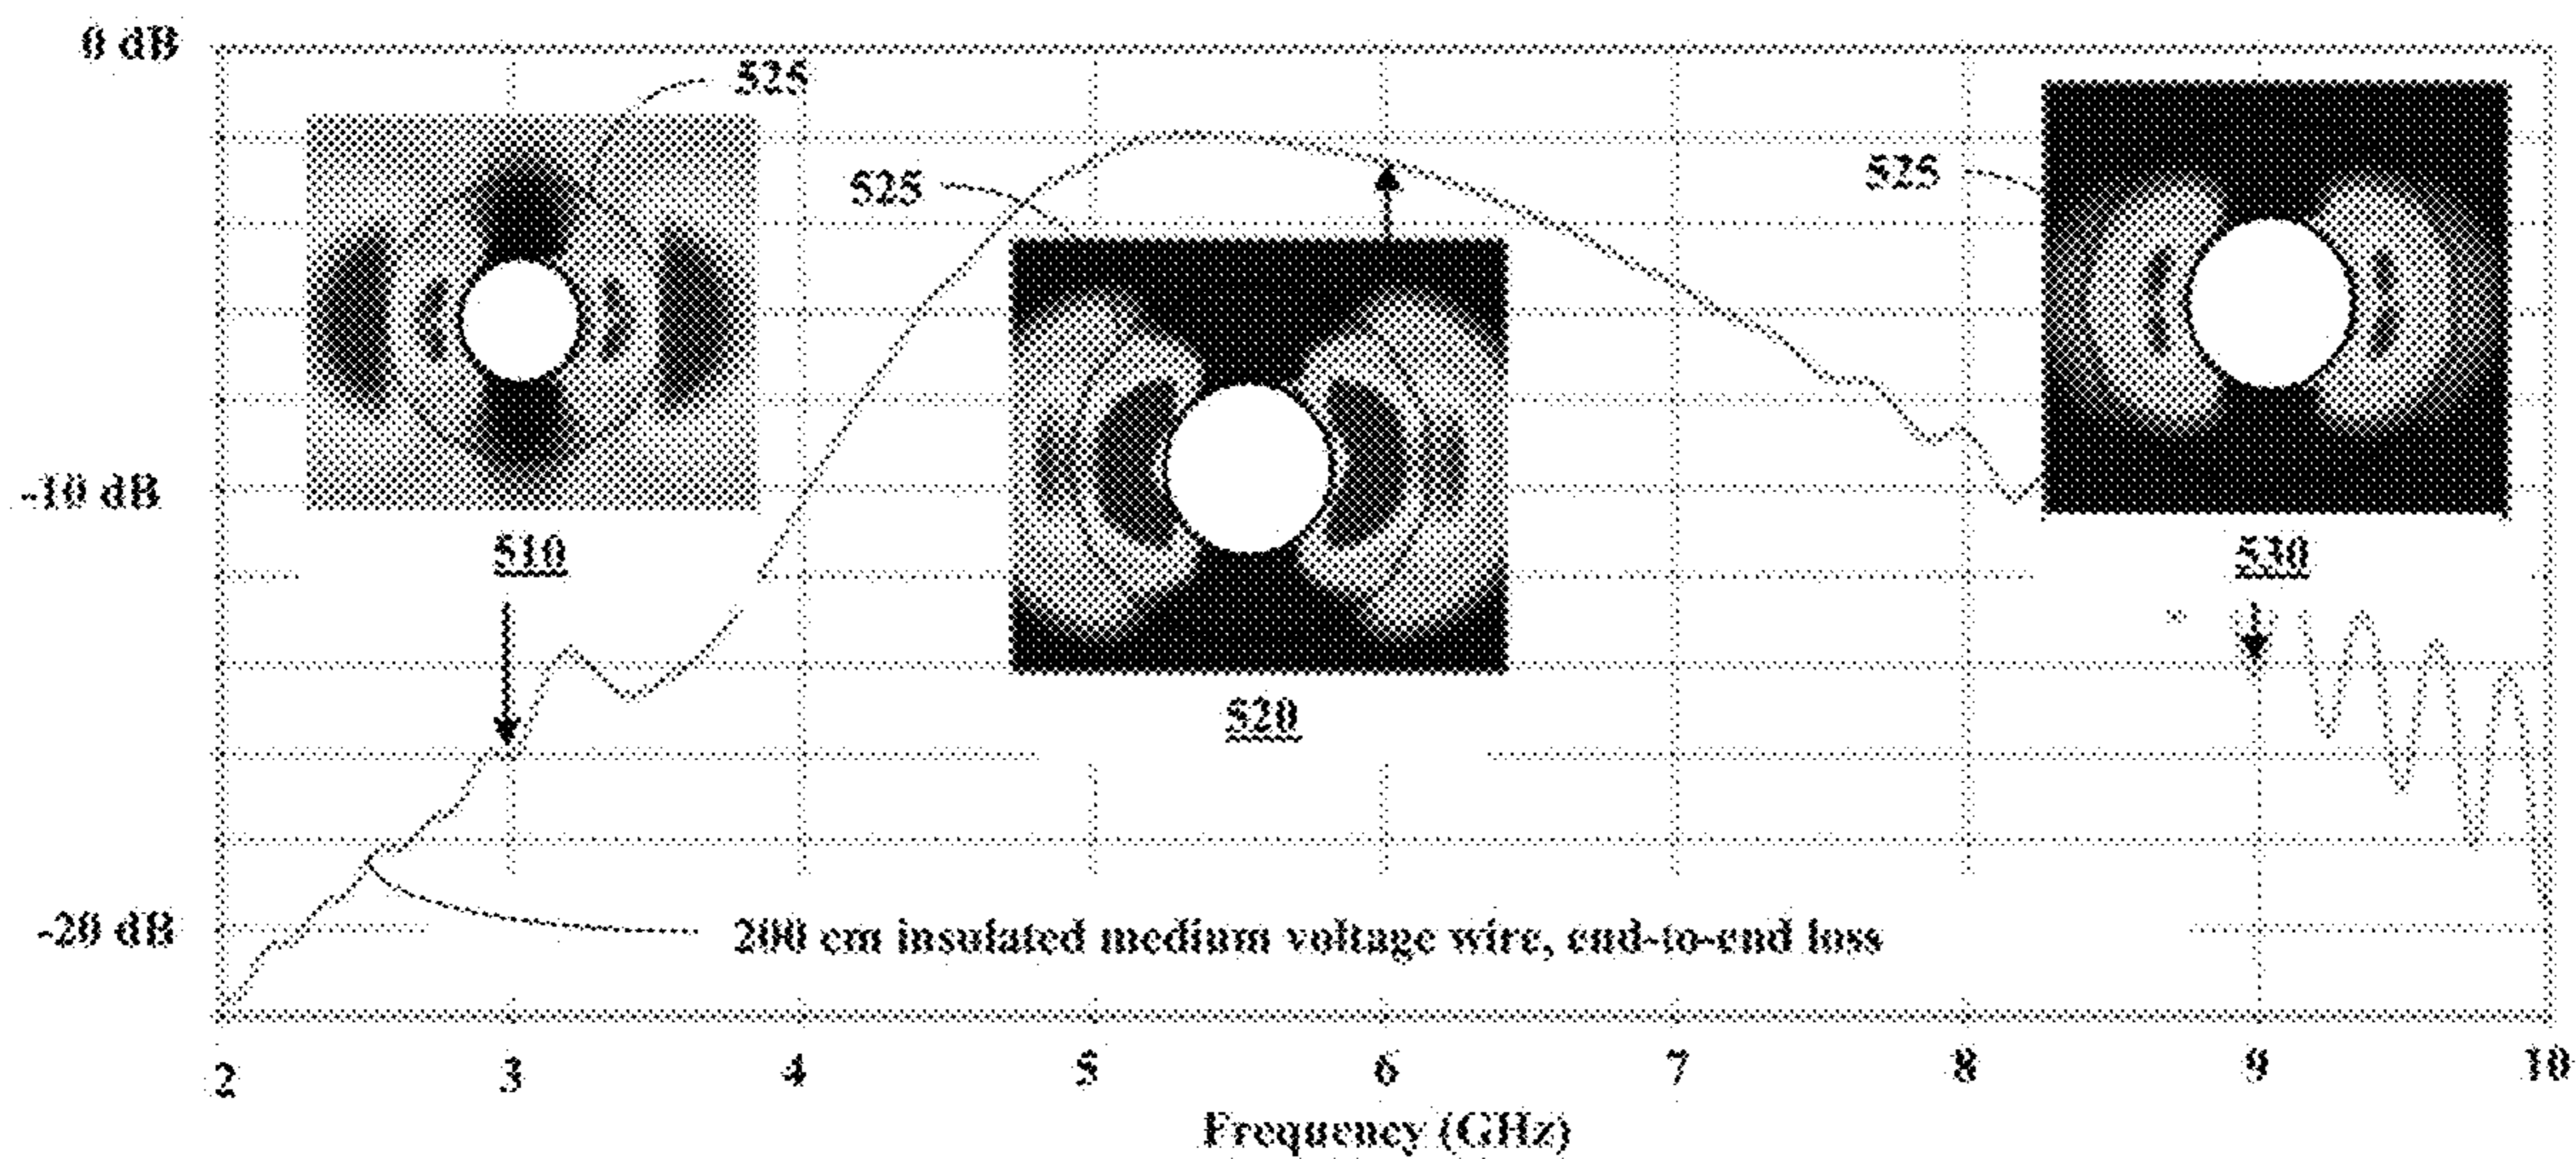 0 dB
525
525
525
-10 dB
510
530
520
-20 dB
200 cm insulated medium voltage wire, end-to-end loss
2 3 4 5 6 7 8 9 10
Frequency (GHz)